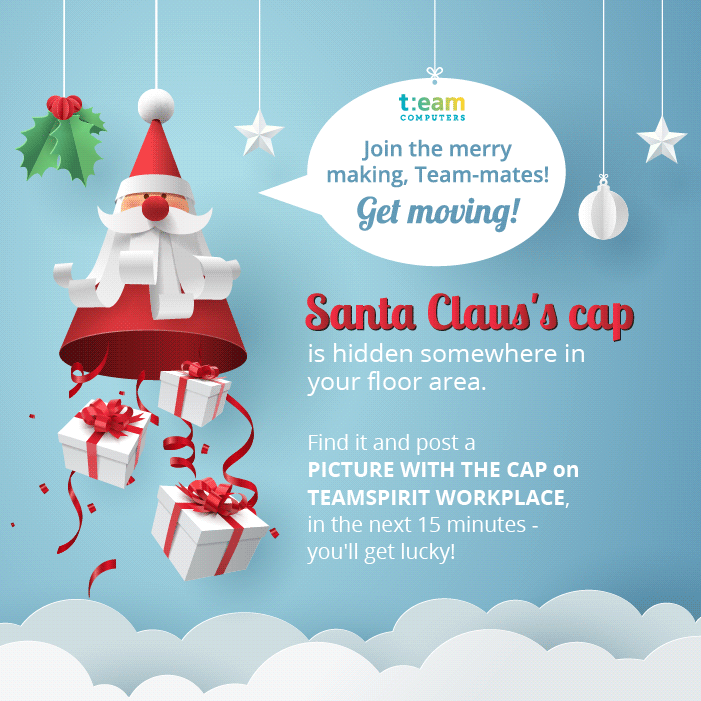 t:eam
COMPUTERS
Join the merry
making, Team-mates!
Get moving!
Santa Claus's cap
is hidden somewhere in
your floor area.
Find it and post a
PICTURE WITH THE CAP on
TEAMSPIRIT WORKPLACE,
in the next 15 minutes -
you'll get lucky!